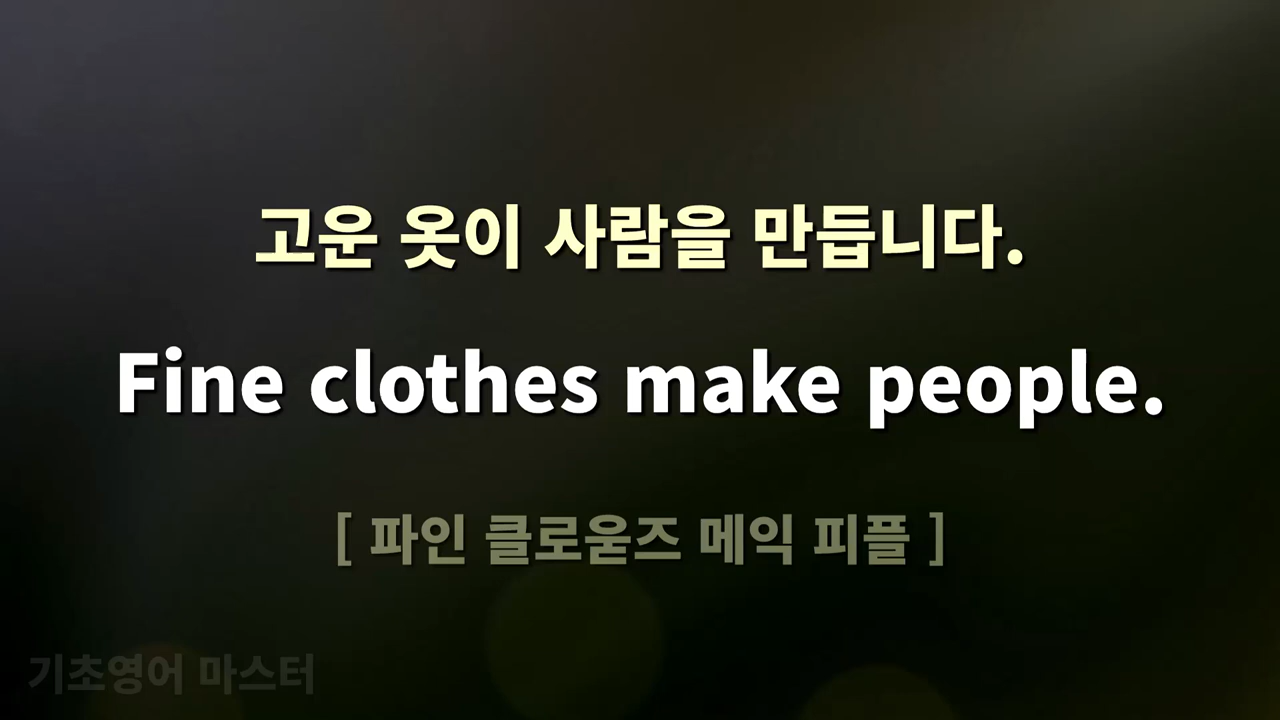 고운 옷이 사람을 만듭니다.
Fine clothes make people.
[ 파인 클로욷즈 메익 피플 ]
기초영어 마스터